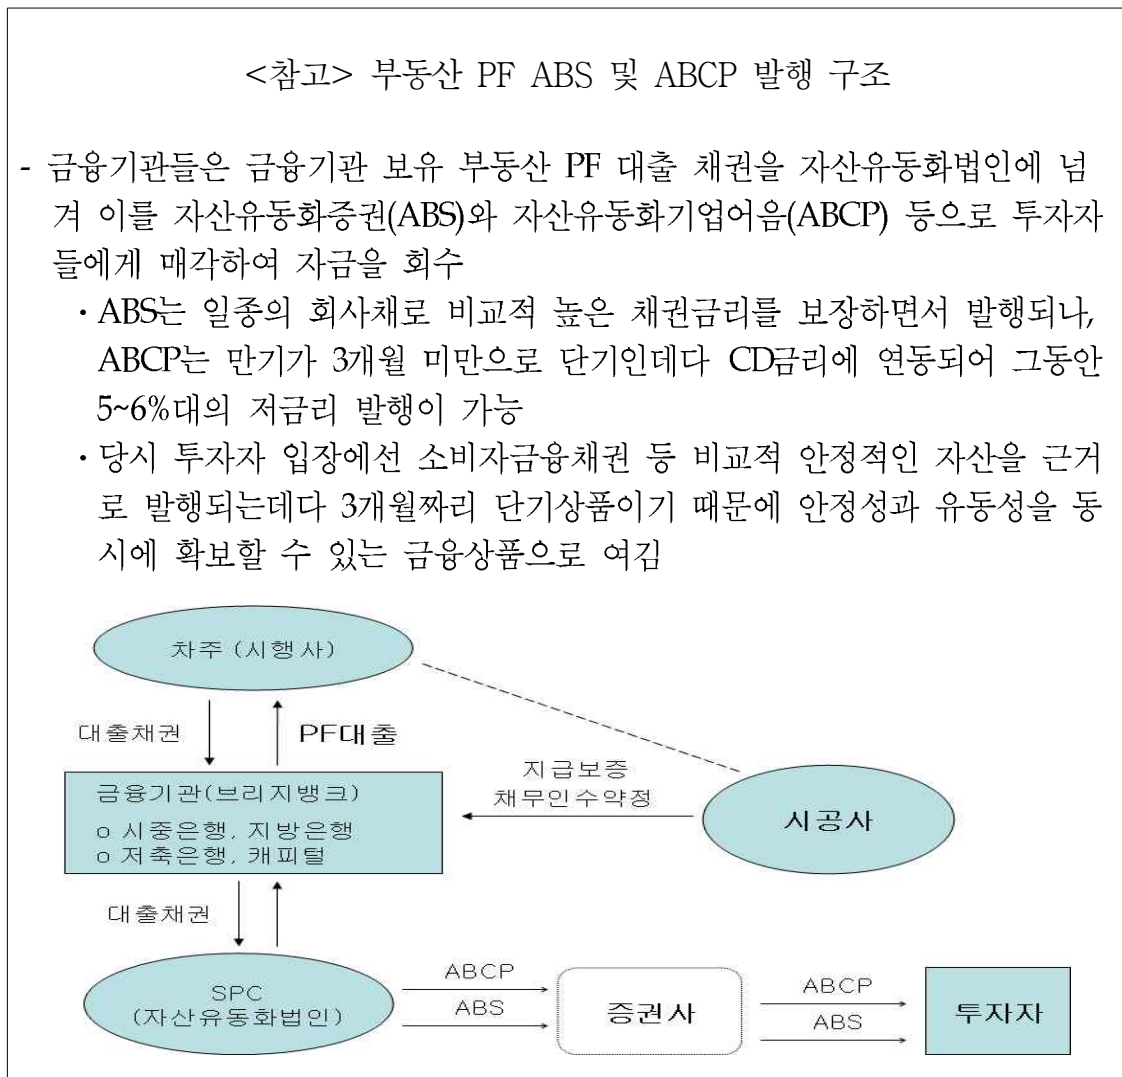 <참고> 부동산 PF ABS 및 ABCP 발행 구조
- 금융기관들은 금융기관 보유 부동산 PF 대출 채권을 자산유동화법인에 넘
겨 이를 자산유동화증권(ABS)와 자산유동화기업어음(ABCP) 등으로 투자자
들에게 매각하여 자금을 회수
· ABS는 일종의 회사채로 비교적 높은 채권금리를 보장하면서 발행되나,
ABCP는 만기가 3개월 미만으로 단기인데다 CD금리에 연동되어 그동안
5~6%대의 저금리 발행이 가능
· 당시 투자자 입장에선 소비자금융채권 등 비교적 안정적인 자산을 근거
로 발행되는데다 3개월짜리 단기상품이기 때문에 안정성과 유동성을 동
시에 확보할 수 있는 금융상품으로 여김
차주 (시행사)
대출채권
PF대출
금융기관(브리지뱅크)
o 시중은행, 지방은행
o 저축은행, 캐피털
지급보증
채무인수약정
시공사
대출채권
SPC
(자산유동화법인)
ABCP
ABS
증권사
ABCP
ABS
투자자